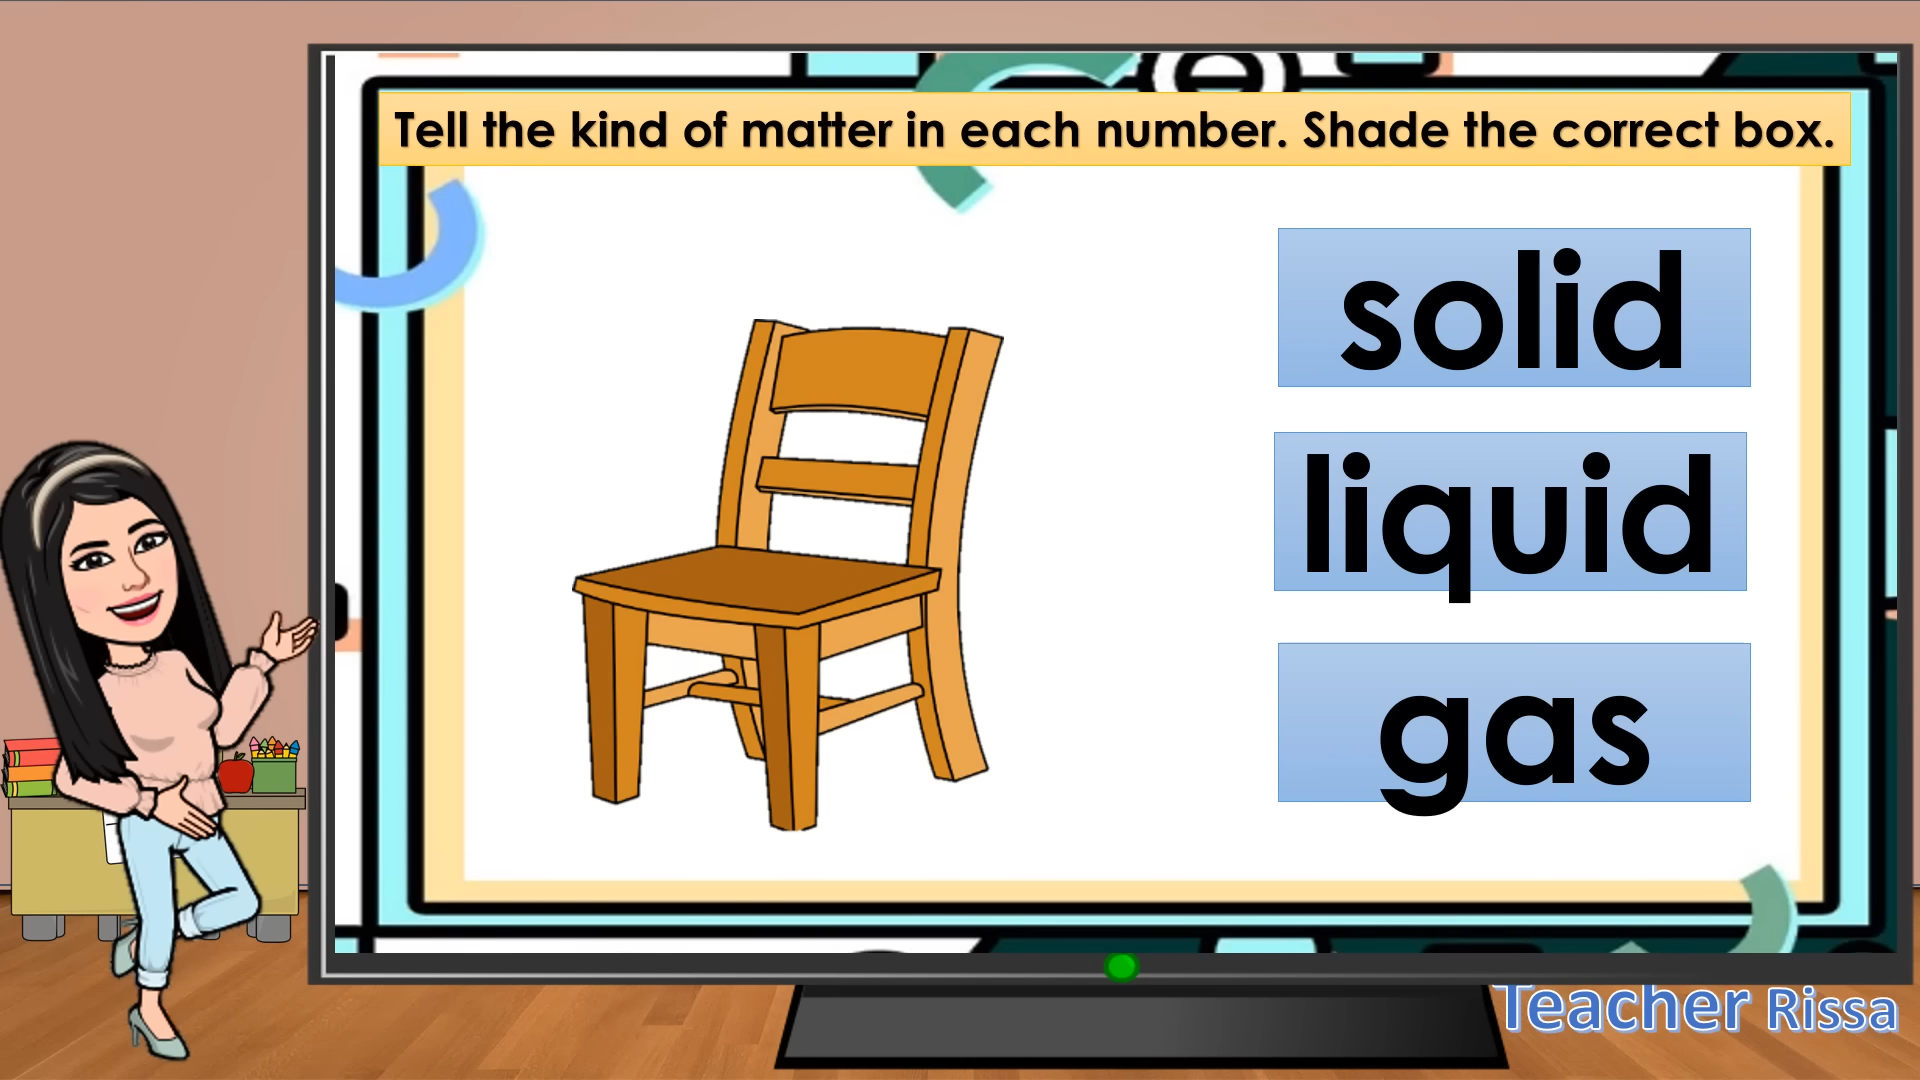 Tell the kind of matter in each number. Shade the correct box.
solid
liquid
gas
Teacher Rissa